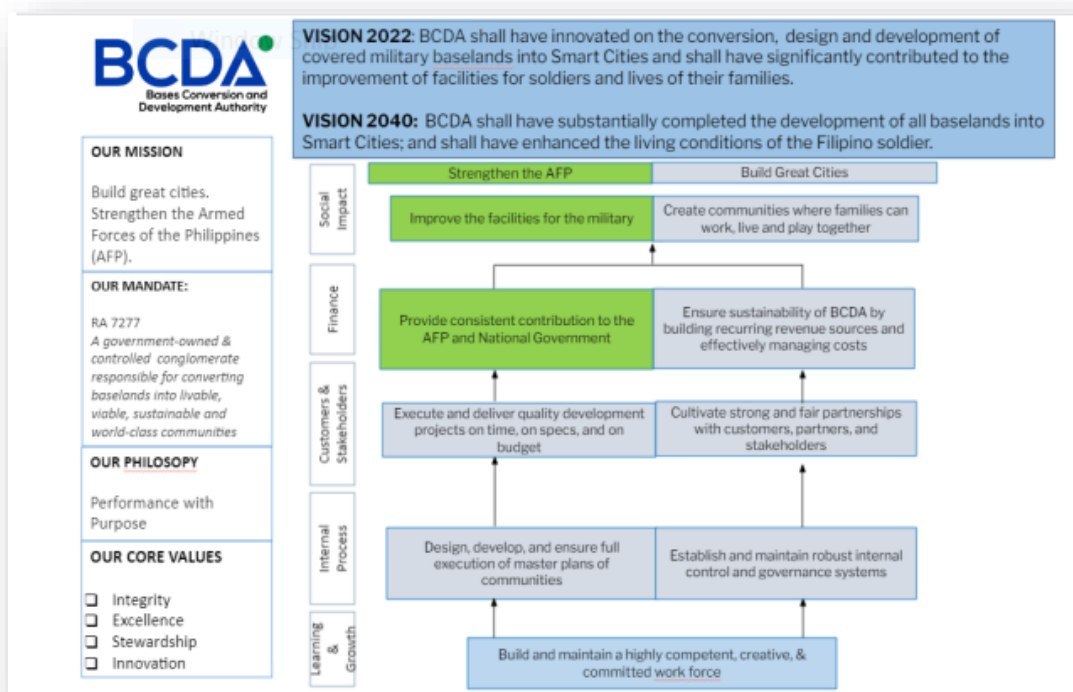 BCDA
Bases Conversion and
Development Authority
VISION 2022: BCDA shall have innovated on the conversion, design and development of
covered military baselands into Smart Cities and shall have significantly contributed to the
improvement of facilities for soldiers and lives of their families.
VISION 2040: BCDA shall have substantially completed the development of all baselands into
Smart Cities; and shall have enhanced the living conditions of the Filipino soldier.
OUR MISSION
Build great cities.
Strengthen the Armed
Forces of the Philippines
(AFP).
OUR MANDATE:
RA 7277
A government-owned &
controlled conglomerate
responsible for converting
baselands into livable,
viable, sustainable and
world-class communities
OUR PHILOSOPY
Performance with
Purpose
OUR CORE VALUES
Integrity
Excellence
Stewardship
Innovation
Strengthen the AFP
Build Great Cities
Social
Impact
Improve the facilities for the military
Create communities where families can
work, live and play together
Finance
Provide consistent contribution to the
AFP and National Government
Ensure sustainability of BCDA by
building recurring revenue sources and
effectively managing costs
Customers &
Stakeholders
Execute and deliver quality development
projects on time, on specs, and on
budget
Cultivate strong and fair partnerships
with customers, partners, and
stakeholders
Internal
Process
Design, develop, and ensure full
execution of master plans of
communities
Establish and maintain robust internal
control and governance systems
Learning
&
Growth
Build and maintain a highly competent, creative, &
committed work force